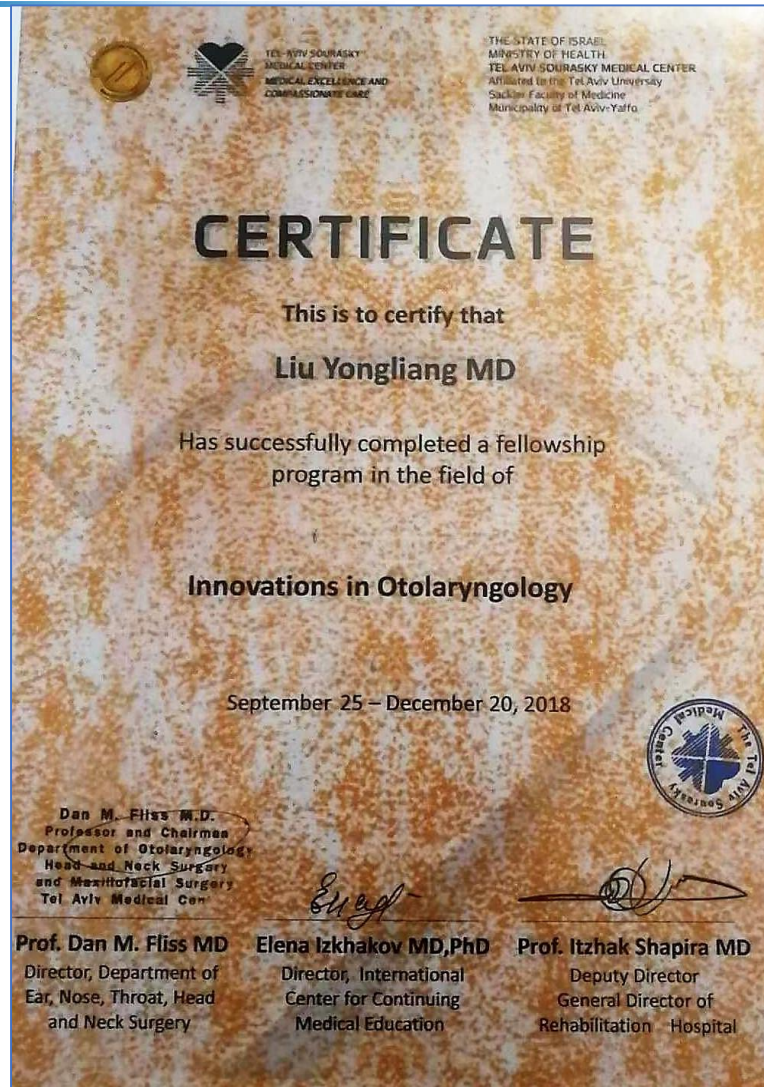 TEL-AVIV SOURASKY
MEDICAL CENTER
MEDICAL EXCELLENCE AND
COMPASSIONATE CARE
THE STATE OF ISRAEL
MINISTRY OF HEALTH
TEL AVIV SOURASKY MEDICAL CENTER
Affiliated to the Tel Aviv University
Sackler Faculty of Medicine
Municipality of Tel Aviv-Yaffo
CERTIFICATE
This is to certify that
Liu Yongliang MD
Has successfully completed a fellowship
program in the field of
Innovations in Otolaryngology
September 25 – December 20, 2018
The Tel Aviv Sourasky Medical Center
Dan M. Fliss M.D.
Professor and Chairman
Department of Otolaryngology
Head and Neck Surgery
and Maxillofacial Surgery
Tel Aviv Medical Cen
Prof. Dan M. Fliss MD
Director, Department of
Ear, Nose, Throat, Head
and Neck Surgery
Elena Izkhakov MD,PhD
Director, International
Center for Continuing
Medical Education
Prof. Itzhak Shapira MD
Deputy Director
General Director of
Rehabilitation Hospital